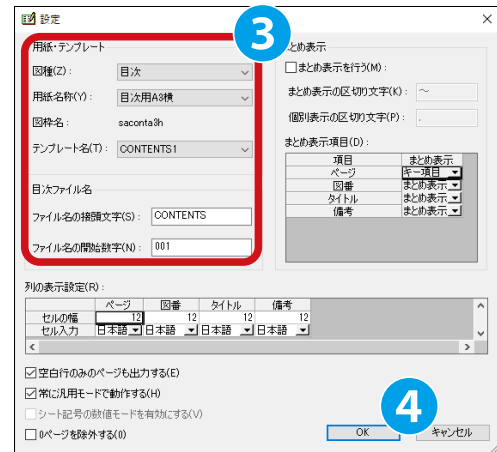 設定
3
用紙・テンプレート
図種(Z): 目次
用紙名称(Y): 目次用A3横
図枠名: saconta3h
テンプレート名(T): CONTENTS1
目次ファイル名
ファイル名の接頭文字(S): CONTENTS
ファイル名の開始数字(N): 001
とめ表示
まとめ表示を行う(M):
まとめ表示の区切り文字(K): ～
個別表示の区切り文字(P): .
まとめ表示項目(D):
項目 まとめ表示
ページ キー項目
図番 まとめ表示
タイトル まとめ表示
備考 まとめ表示
列の表示設定(R):
ページ 図番 タイトル 備考
セルの幅 12 12 12 12
セル入力 日本語 日本語 日本語 日本語
空白行のみのページも出力する(E)
常に汎用モードで動作する(H)
シート記号の数値モードを有効にする(V)
0ページを除外する(0)
4
OK キャンセル